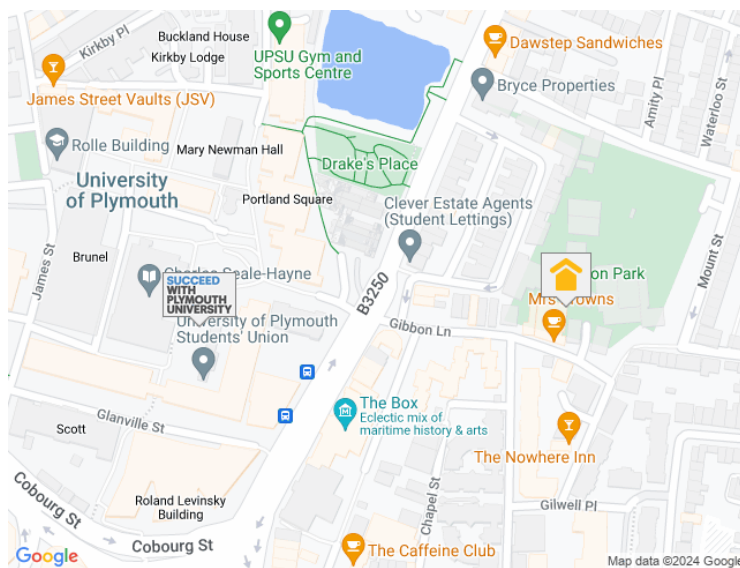 Kirkby Pl
Buckland House
Kirkby Lodge
UPSU Gym and
Sports Centre
Dawstep Sandwiches
Bryce Properties
James Street Vaults (JSV)
Amity Pl
Waterloo St
Rolle Building
Mary Newman Hall
Drake's Place
University
of Plymouth
Portland Square
Clever Estate Agents
(Student Lettings)
Brunel
James St
Mount St
on Park
SUCCEED
WITH
PLYMOUTH
UNIVERSITY
B3250
University of Plymouth
Students' Union
Gibbon Ln
The Box
Eclectic mix of
maritime history & arts
Glanville St
Scott
The Nowhere Inn
Roland Levinsky
Building
Chapel St
Gilwell Pl
Cobourg St
Cobourg St
The Caffeine Club
Google
Map data ©2024 Google